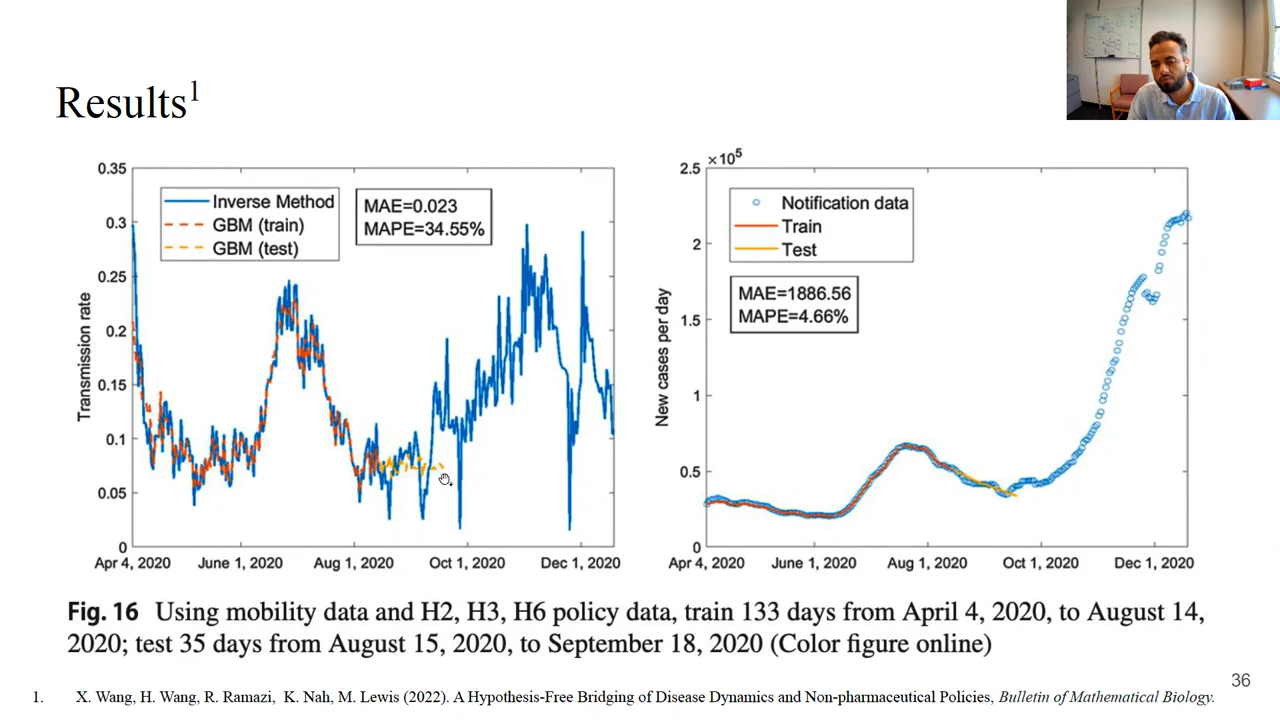 Results1
0.35
0.3
0.25
0.2
0.15
0.1
0.05
0
Transmission rate
Inverse Method
GBM (train)
GBM (test)
MAE=0.023
MAPE=34.55%
Apr 4, 2020
June 1, 2020
Aug 1, 2020
Oct 1, 2020
Dec 1, 2020
×10^5
2.5
2
1.5
1
0.5
0
New cases per day
Notification data
Train
Test
MAE=1886.56
MAPE=4.66%
Apr 4, 2020
June 1, 2020
Aug 1, 2020
Oct 1, 2020
Dec 1, 2020
Fig. 16 Using mobility data and H2, H3, H6 policy data, train 133 days from April 4, 2020, to August 14,
2020; test 35 days from August 15, 2020, to September 18, 2020 (Color figure online)
36
1. X. Wang, H. Wang, R. Ramazi, K. Nah, M. Lewis (2022). A Hypothesis-Free Bridging of Disease Dynamics and Non-pharmaceutical Policies, Bulletin of Mathematical Biology.